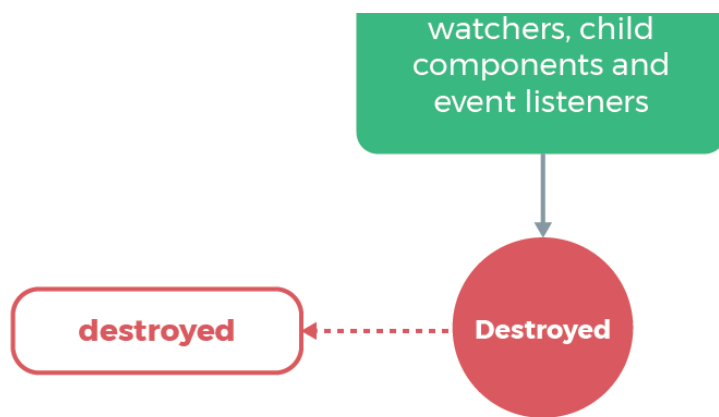 watchers, child
components and
event listeners
destroyed
Destroyed